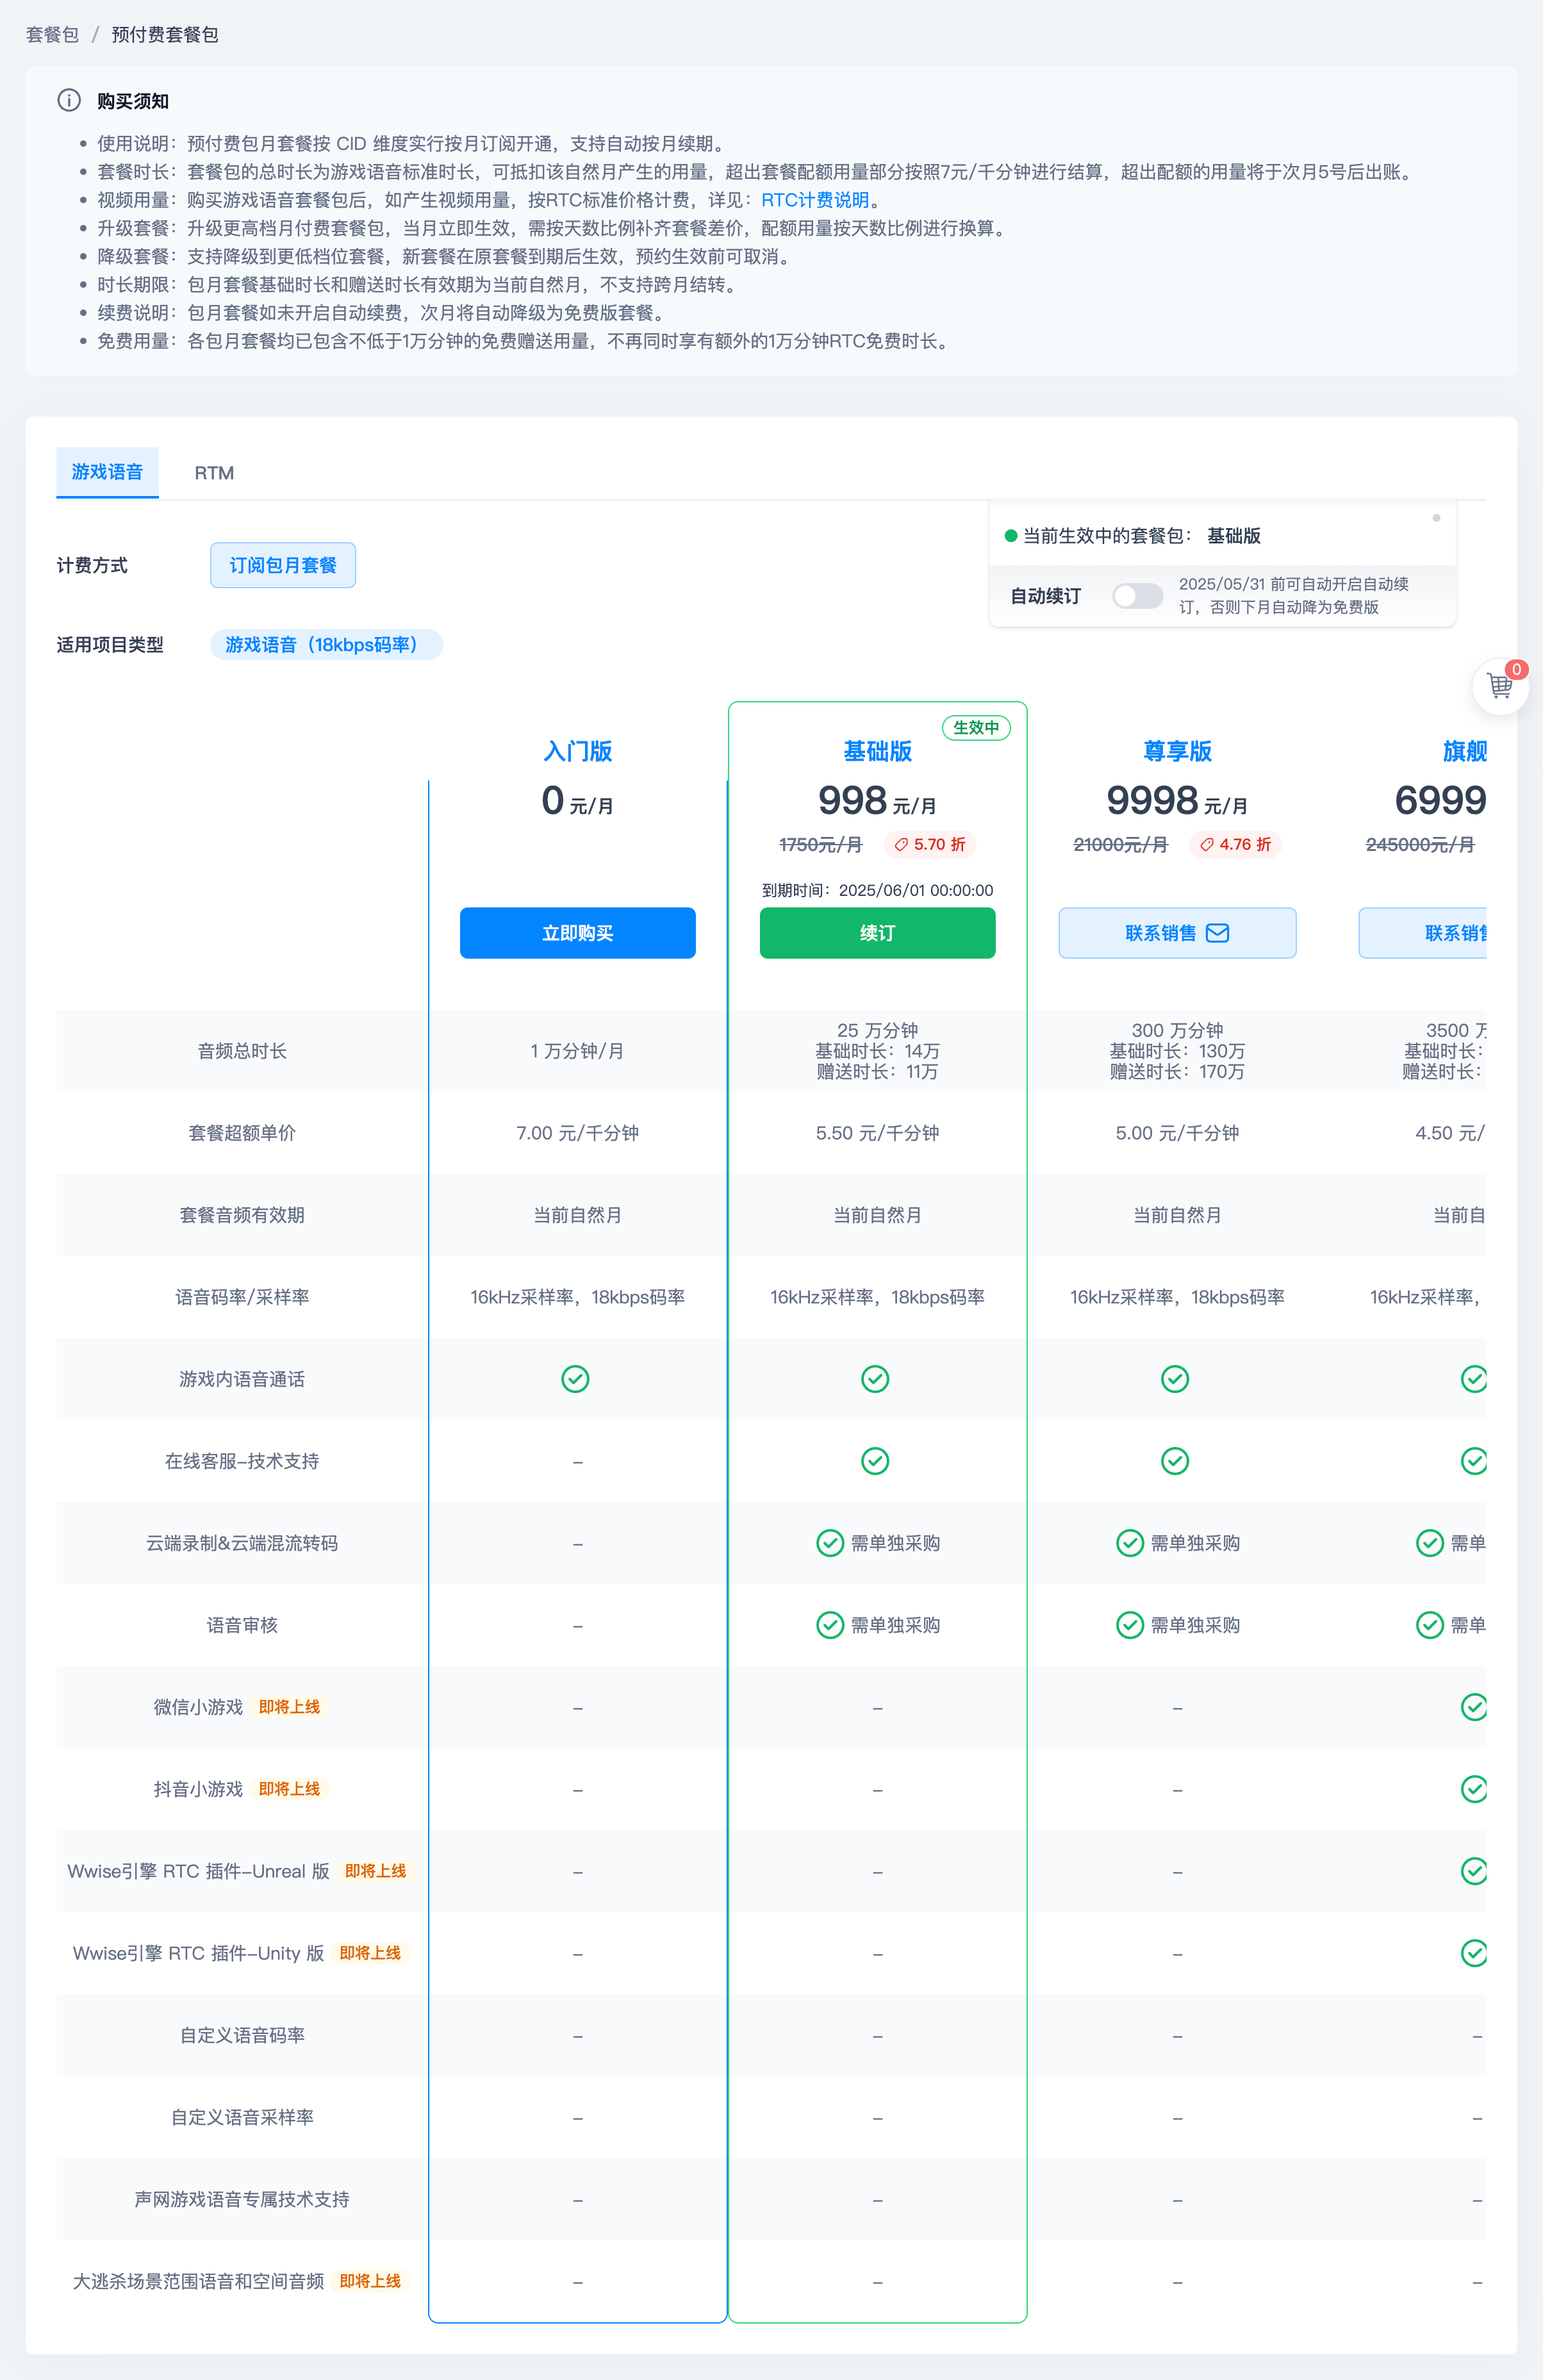 套餐包 / 预付费套餐包
购买须知
使用说明：预付费包月套餐按 CID 维度实行按月订阅开通，支持自动按月续期。
套餐时长：套餐包的总时长为游戏语音标准时长，可抵扣该自然月产生的用量，超出套餐配额用量部分按照7元/千分钟进行结算，超出配额的用量将于次月5号后出账。
视频用量：购买游戏语音套餐包后，如产生视频用量，按RTC标准价格计费，详见：RTC计费说明。
升级套餐：升级更高档月付费套餐包，当月立即生效，需按天数比例补齐套餐差价，配额用量按天数比例进行换算。
降级套餐：支持降级到更低档位套餐，新套餐在原套餐到期后生效，预约生效前可取消。
时长期限：包月套餐基础时长和赠送时长有效期为当前自然月，不支持跨月结转。
续费说明：包月套餐如未开启自动续费，次月将自动降级为免费版套餐。
免费用量：各包月套餐均已包含不低于1万分钟的免费赠送用量，不再同时享有额外的1万分钟RTC免费时长。
游戏语音 RTM
当前生效中的套餐包： 基础版
计费方式 订阅包月套餐
自动续订 2025/05/31 前可自动开启自动续
订，否则下月自动降为免费版
适用项目类型 游戏语音（18kbps码率）
0
生效中
入门版 基础版 尊享版 旗舰
0 元/月 998 元/月 9998 元/月 6999
1750元/月 5.70 折 21000元/月 4.76 折 245000元/月
到期时间：2025/06/01 00:00:00
立即购买 续订 联系销售 联系销售
音频总时长 1 万分钟/月 25 万分钟 300 万分钟 3500 万
基础时长：14万 基础时长：130万 基础时长：
赠送时长：11万 赠送时长：170万 赠送时长：
套餐超额单价 7.00 元/千分钟 5.50 元/千分钟 5.00 元/千分钟 4.50 元/
套餐音频有效期 当前自然月 当前自然月 当前自然月 当前自
语音码率/采样率 16kHz采样率，18kbps码率 16kHz采样率，18kbps码率 16kHz采样率，18kbps码率 16kHz采样率，
游戏内语音通话
在线客服-技术支持 –
云端录制&云端混流转码 – 需单独采购 需单独采购 需单
语音审核 – 需单独采购 需单独采购 需单
微信小游戏 即将上线 – – –
抖音小游戏 即将上线 – – –
Wwise引擎 RTC 插件-Unreal 版 即将上线 – – –
Wwise引擎 RTC 插件-Unity 版 即将上线 – – –
自定义语音码率 – – – –
自定义语音采样率 – – – –
声网游戏语音专属技术支持 – – – –
大逃杀场景范围语音和空间音频 即将上线 – – – –